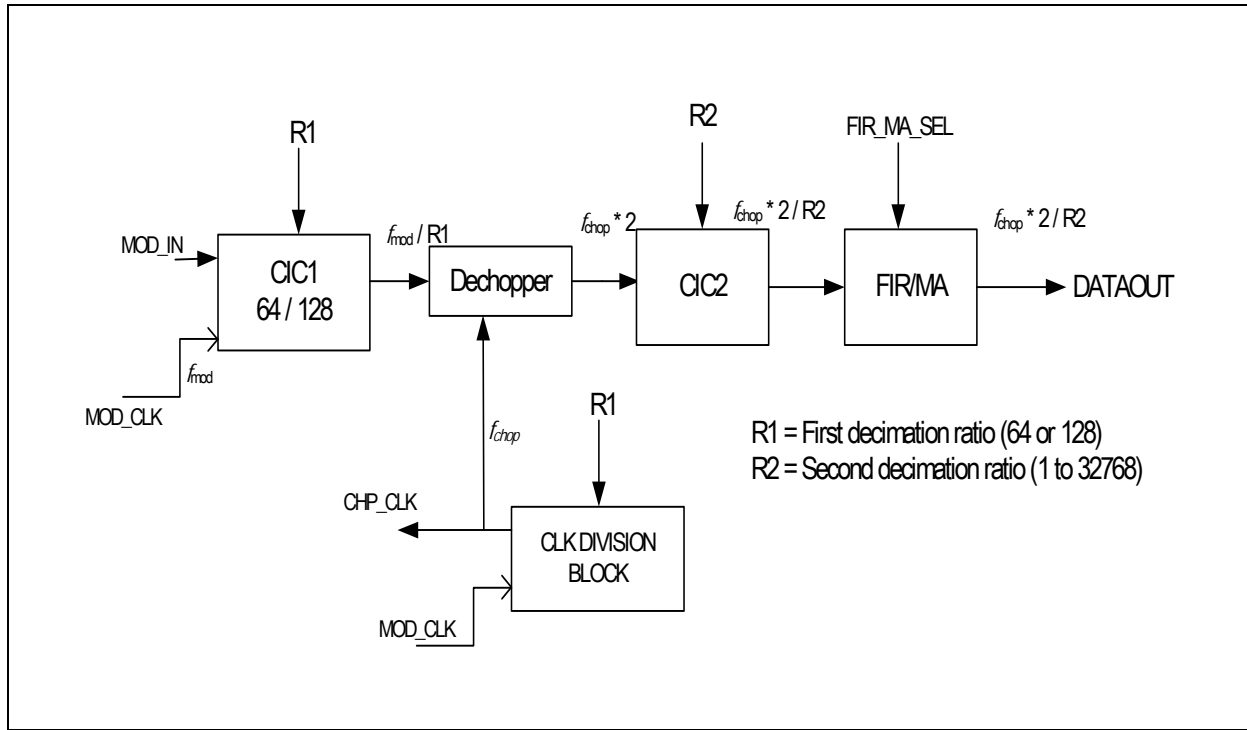 R1
R2
FIR_MA_SEL
MOD_IN
CIC1
64 / 128
fmod / R1
Dechopper
fchop * 2
CIC2
fchop * 2 / R2
FIR/MA
fchop * 2 / R2
DATAOUT
fmod
MOD_CLK
fchop
R1
R1 = First decimation ratio (64 or 128)
R2 = Second decimation ratio (1 to 32768)
CHP_CLK
CLK DIVISION
BLOCK
MOD_CLK